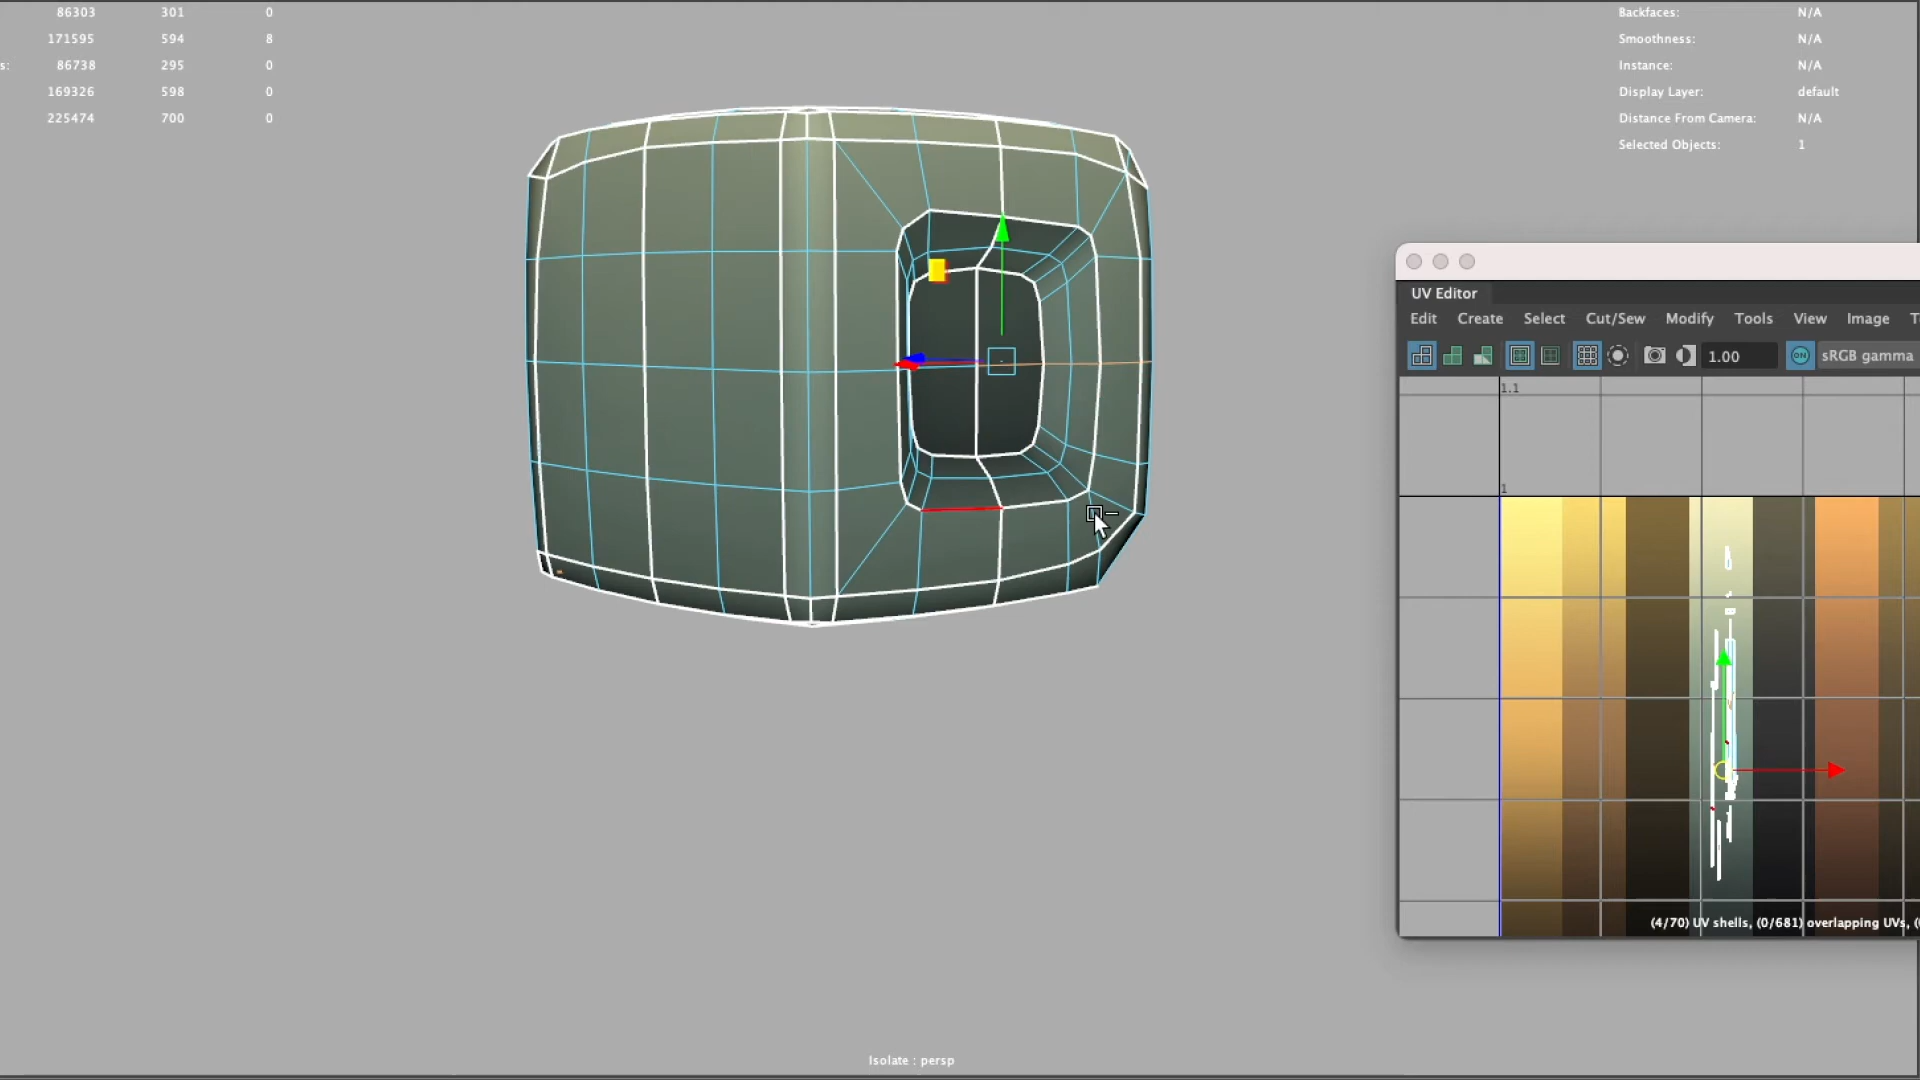 86303 301 0
171595 594 8
s: 86738 295 0
169326 598 0
225474 700 0
Backfaces: N/A
Smoothness: N/A
Instance: N/A
Display Layer: default
Distance From Camera: N/A
Selected Objects: 1
UV Editor
Edit Create Select Cut/Sew Modify Tools View Image T
1.00 ON sRGB gamma
1.1
1
(4/70) UV shells, (0/681) overlapping UVs, (
Isolate : persp